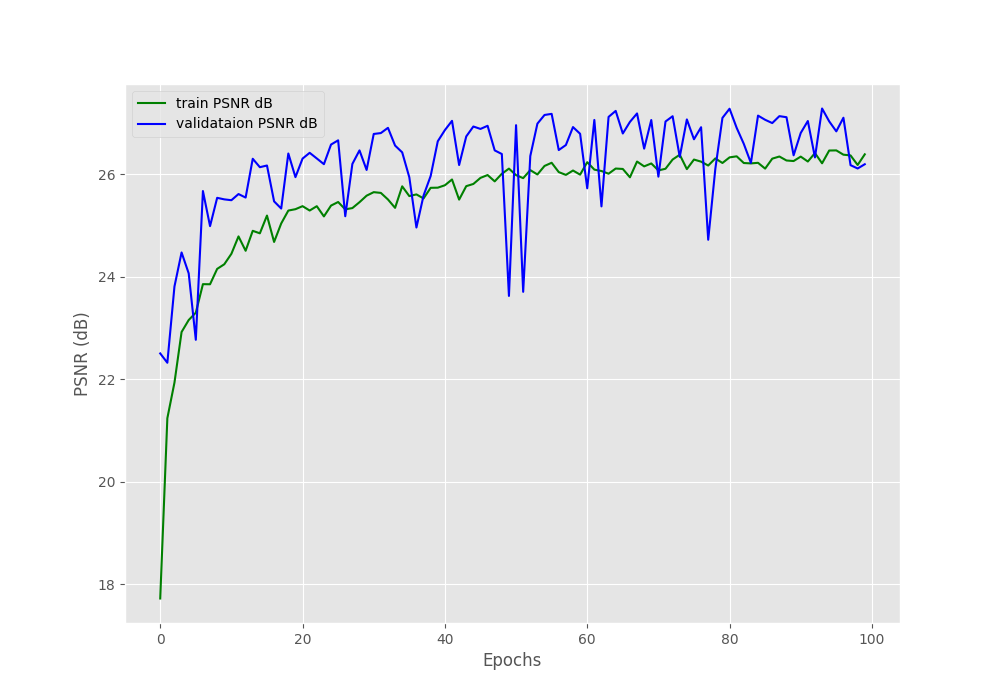 train PSNR dB
validataion PSNR dB
26
24
22
20
18
PSNR (dB)
0 20 40 60 80 100
Epochs